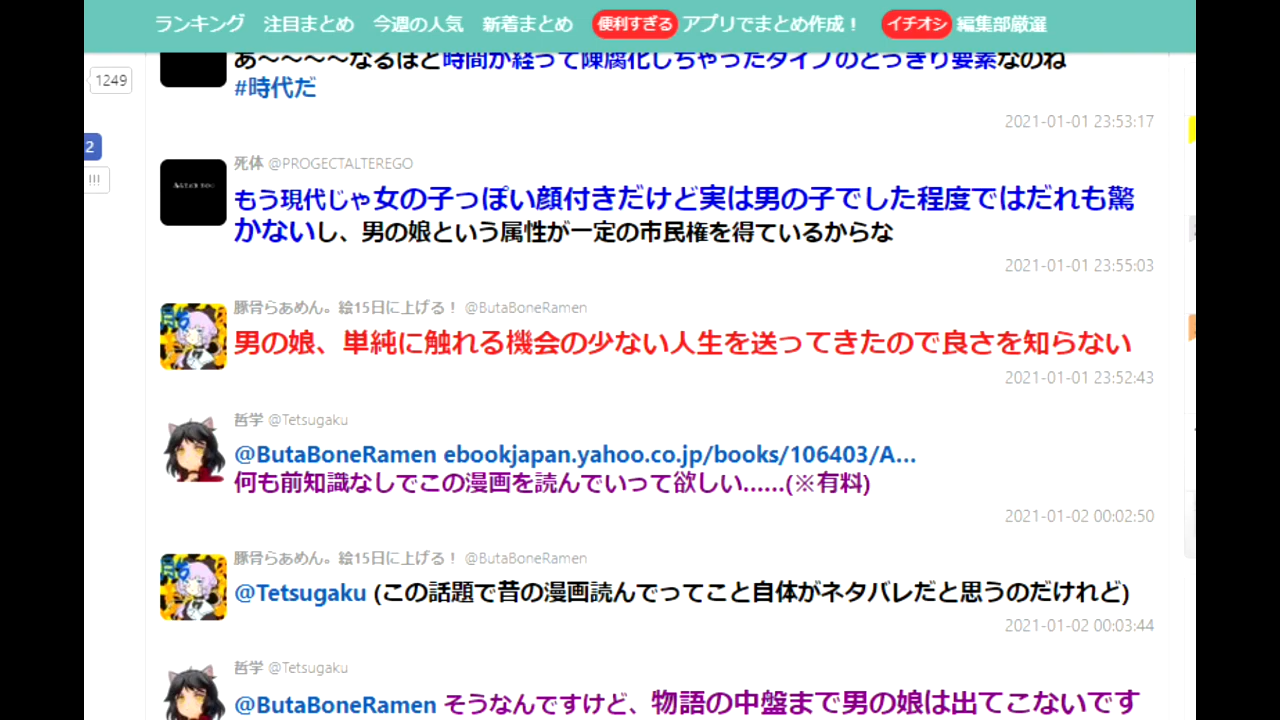 ランキング 注目まとめ 今週の人気 新着まとめ 便利すぎる アプリでまとめ作成！ イチオシ 編集部厳選
1249
あ～～～～なるほど時間が経って陳腐化しちゃったタイプのどっきり要素なのね
#時代だ
2021-01-01 23:53:17
2
!!!
死体 @PROGECTALTEREGO
もう現代じゃ女の子っぽい顔付きだけど実は男の子でした程度ではだれも驚
かないし、男の娘という属性が一定の市民権を得ているからな
2021-01-01 23:55:03
豚骨らぁめん。絵15日に上げる！ @ButaBoneRamen
男の娘、単純に触れる機会の少ない人生を送ってきたので良さを知らない
2021-01-01 23:52:43
哲学 @Tetsugaku
@ButaBoneRamen ebookjapan.yahoo.co.jp/books/106403/A…
何も前知識なしでこの漫画を読んでいって欲しい……(※有料)
2021-01-02 00:02:50
豚骨らぁめん。絵15日に上げる！ @ButaBoneRamen
@Tetsugaku (この話題で昔の漫画読んでってこと自体がネタバレだと思うのだけれど)
2021-01-02 00:03:44
哲学 @Tetsugaku
@ButaBoneRamen そうなんですけど、物語の中盤まで男の娘は出てこないです